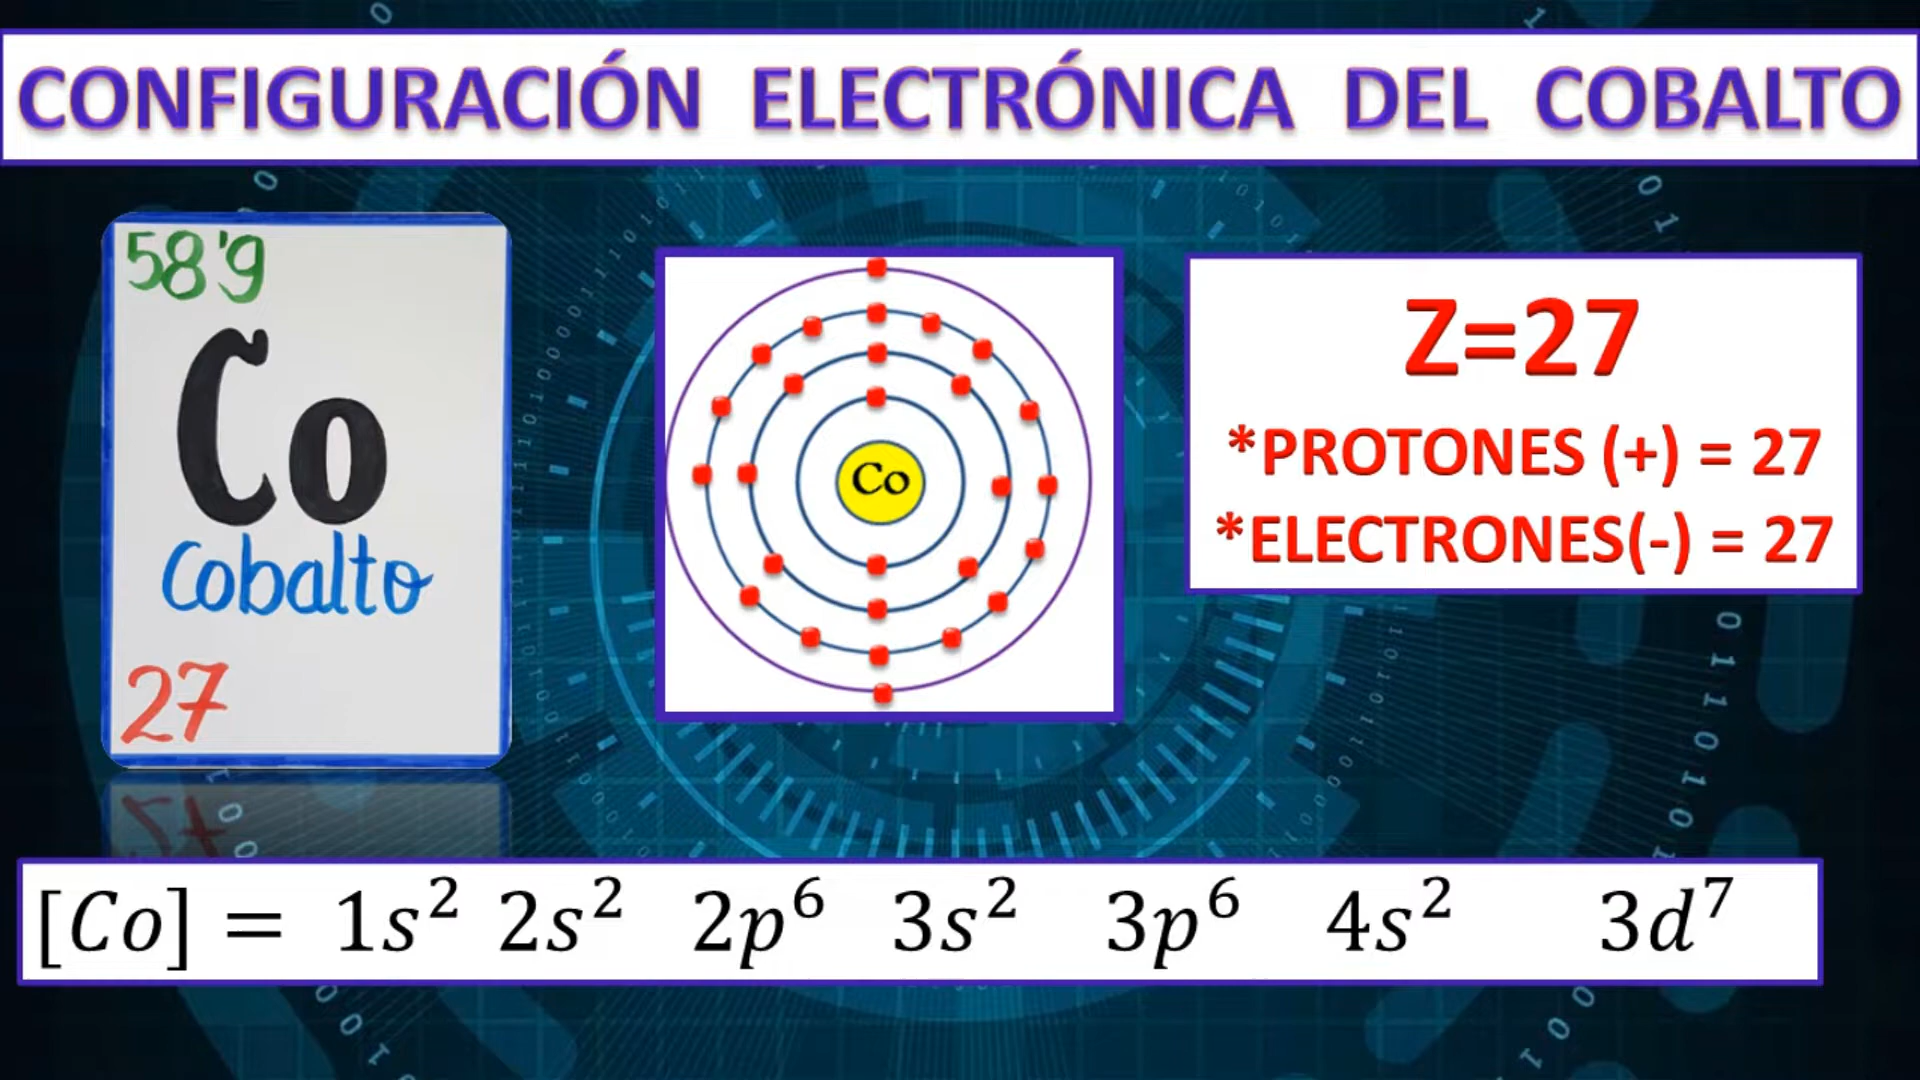 CONFIGURACIÓN ELECTRÓNICA DEL COBALTO
58'9
Co
Cobalto
27
Co
Z=27
*PROTONES (+) = 27
*ELECTRONES(-) = 27
[Co] = 1s² 2s² 2p⁶ 3s² 3p⁶ 4s² 3d⁷